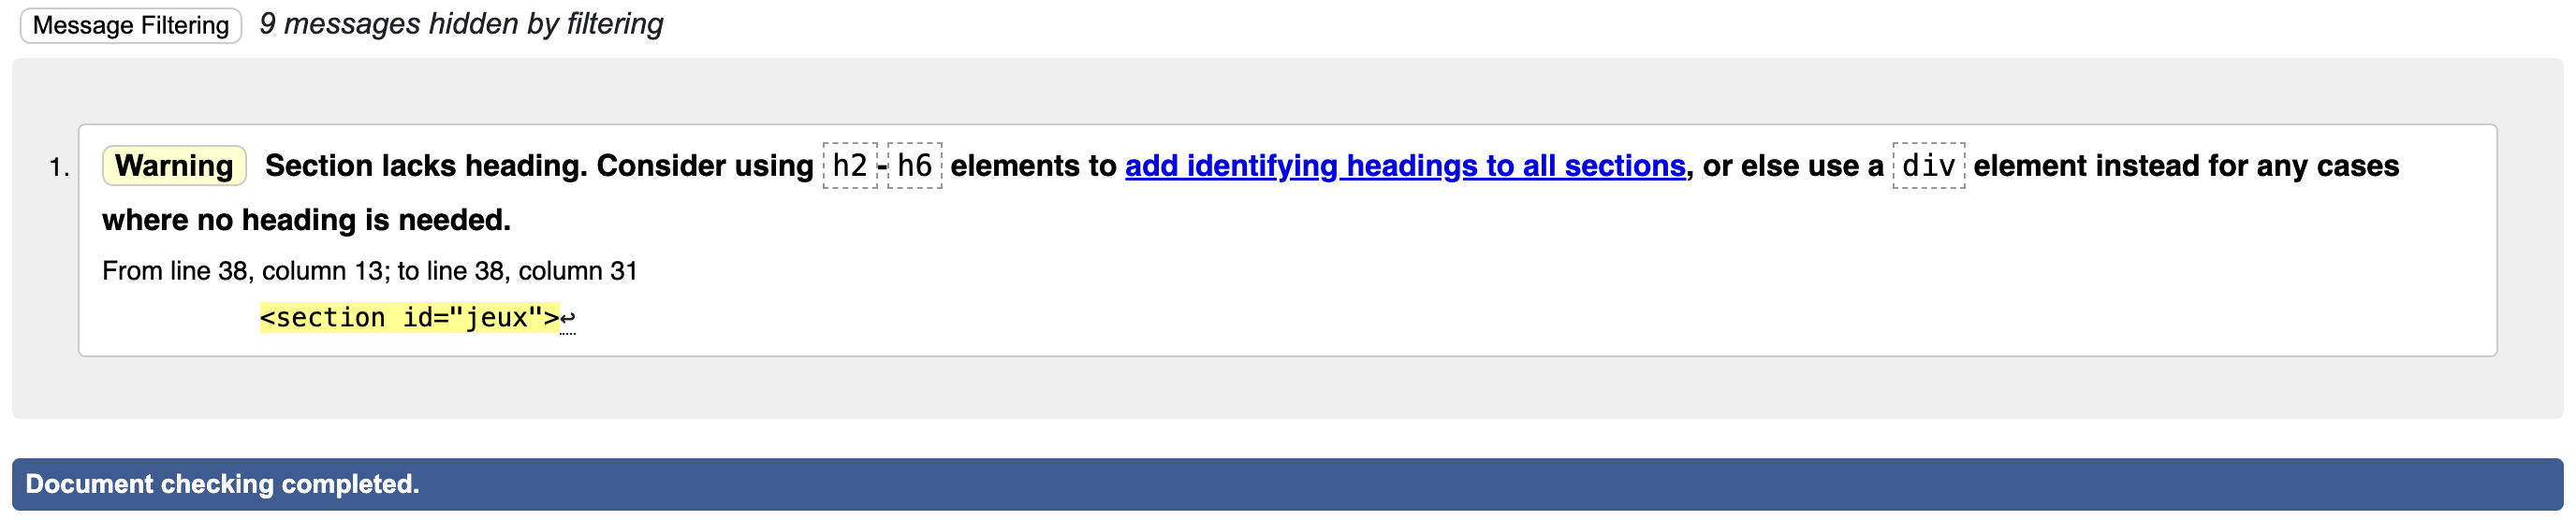 Message Filtering 9 messages hidden by filtering
1. Warning Section lacks heading. Consider using h2-h6 elements to add identifying headings to all sections, or else use a div element instead for any cases
where no heading is needed.
From line 38, column 13; to line 38, column 31
<section id="jeux">↩
Document checking completed.